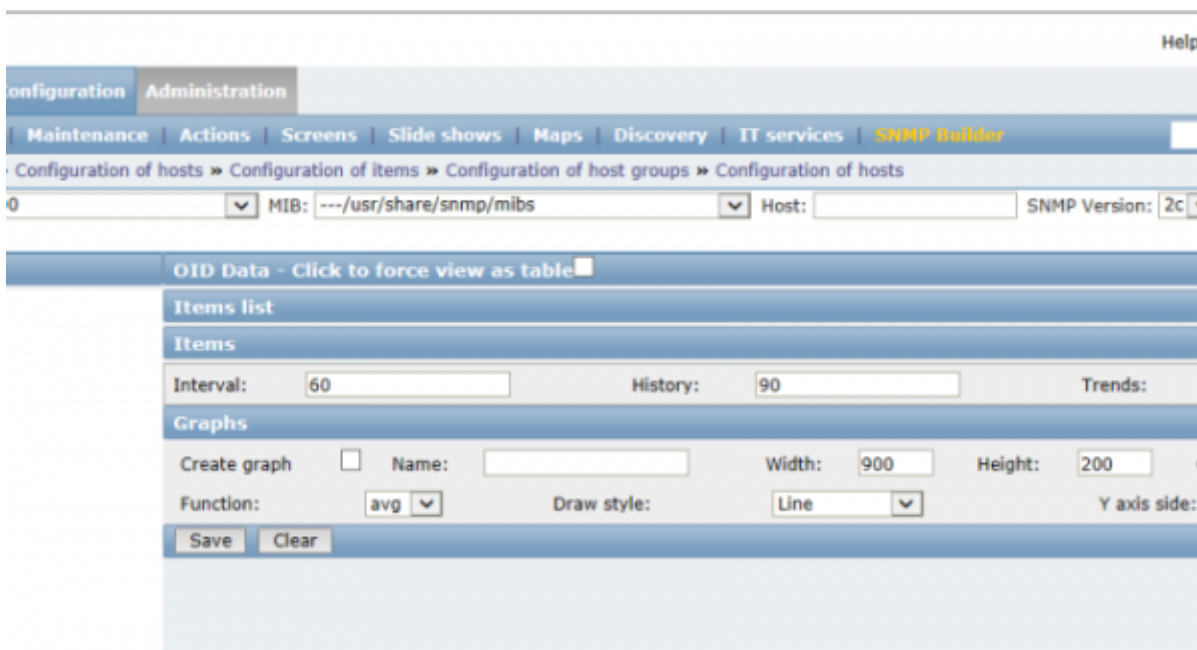 Help
onfiguration Administration
| Maintenance | Actions | Screens | Slide shows | Maps | Discovery | IT services | SNMP Builder
Configuration of hosts » Configuration of items » Configuration of host groups » Configuration of hosts
0 MIB: ---/usr/share/snmp/mibs Host: SNMP Version: 2c
OID Data - Click to force view as table
Items list
Items
Interval: 60 History: 90 Trends:
Graphs
Create graph Name: Width: 900 Height: 200
Function: avg Draw style: Line Y axis side:
Save Clear